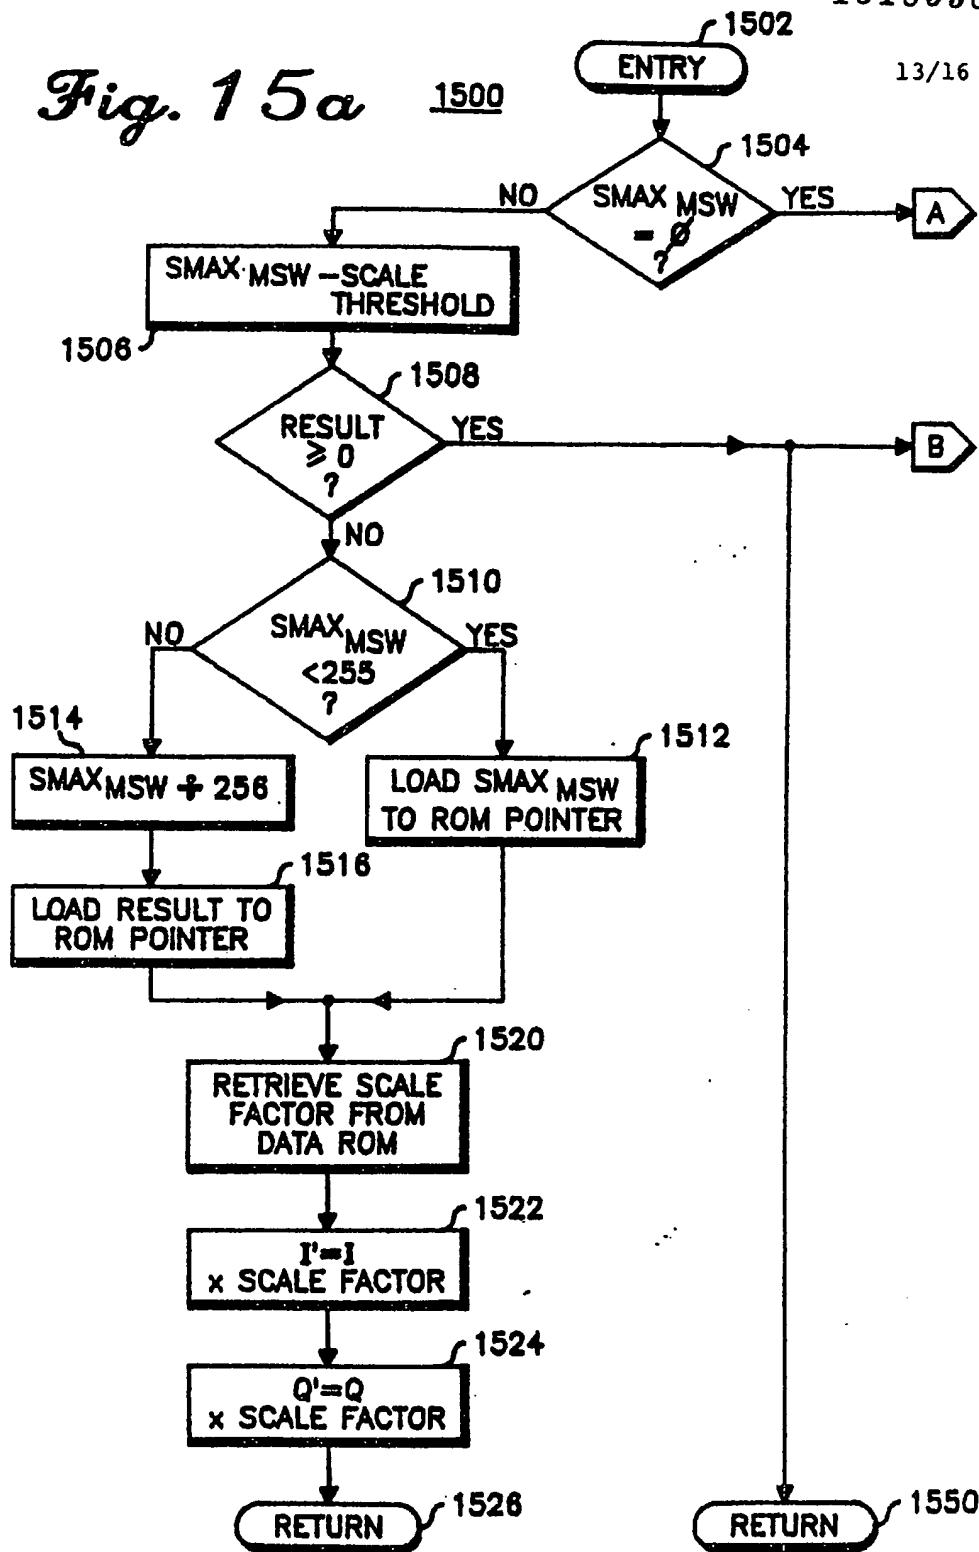 1502
ENTRY
13/16
Fig. 15a 1500
1504
SMAX MSW
= Ø
?
NO
YES
A
SMAX MSW – SCALE
THRESHOLD
1506
1508
RESULT
≥ 0
?
YES
B
NO
1510
SMAX MSW
<255
?
NO
YES
1514
SMAX MSW ÷ 256
1512
LOAD SMAX MSW
TO ROM POINTER
1516
LOAD RESULT TO
ROM POINTER
1520
RETRIEVE SCALE
FACTOR FROM
DATA ROM
1522
I'=I
x SCALE FACTOR
1524
Q'=Q
x SCALE FACTOR
RETURN
1526
RETURN
1550